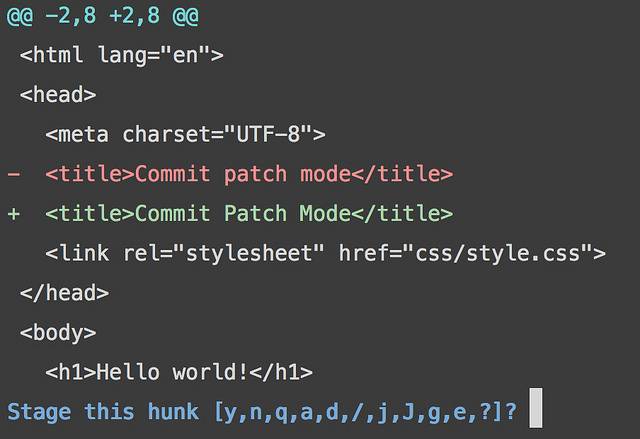 @@ -2,8 +2,8 @@
 <html lang="en">
 <head>
   <meta charset="UTF-8">
-  <title>Commit patch mode</title>
+  <title>Commit Patch Mode</title>
   <link rel="stylesheet" href="css/style.css">
 </head>
 <body>
   <h1>Hello world!</h1>
Stage this hunk [y,n,q,a,d,/,j,J,g,e,?]?